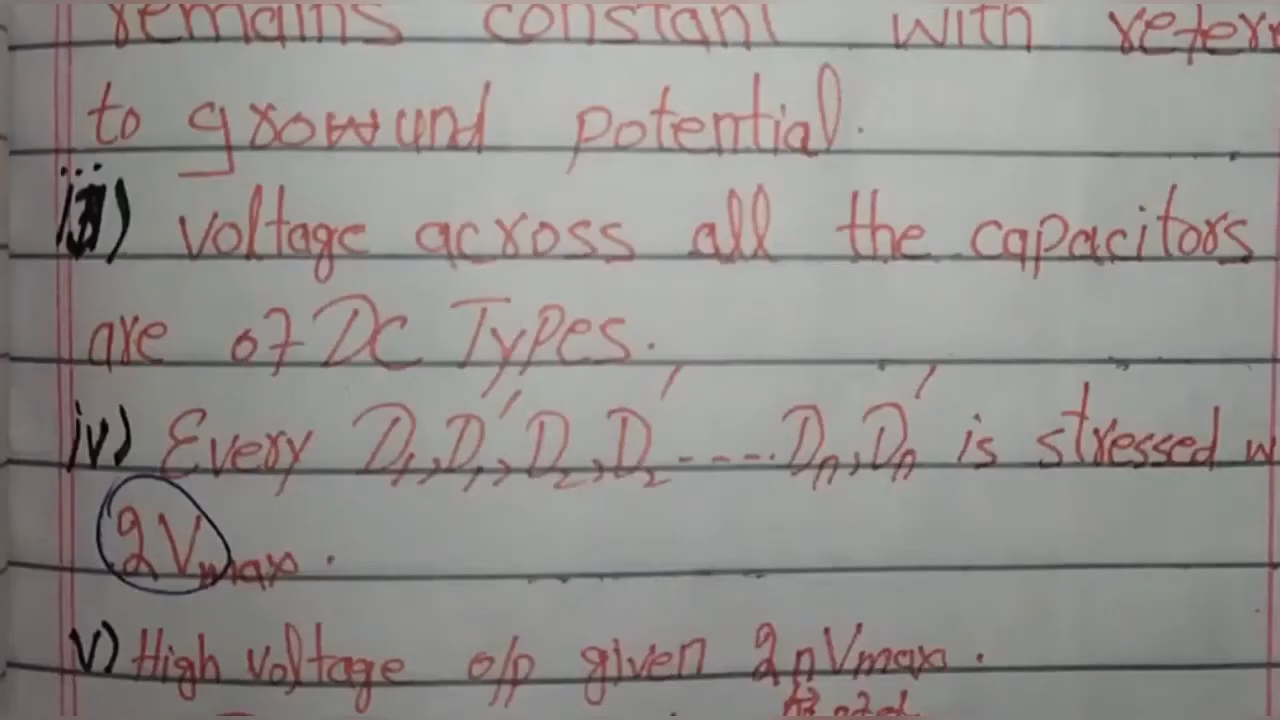 remains constant with refer
to growund potential.
iii) voltage across all the capacitors
are of DC Types.
iv) Every D₁, D₁', D₂, D₂' ---- Dₙ, Dₙ' is stressed w
2Vmax.
v) High voltage o/p given 2nVmax.